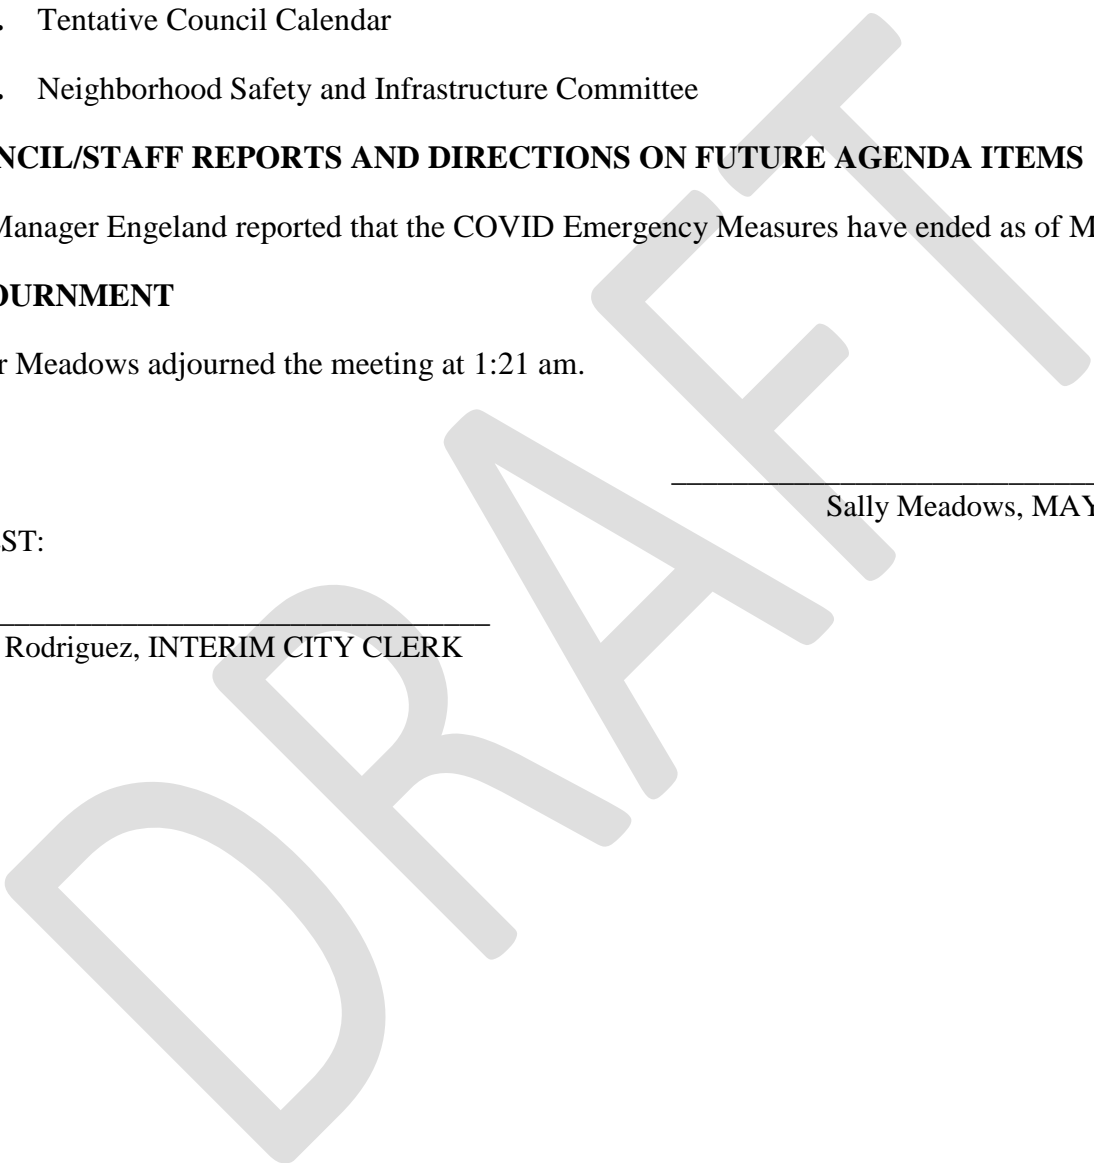 . Tentative Council Calendar
. Neighborhood Safety and Infrastructure Committee
NCIL/STAFF REPORTS AND DIRECTIONS ON FUTURE AGENDA ITEMS
Manager Engeland reported that the COVID Emergency Measures have ended as of M
OURNMENT
r Meadows adjourned the meeting at 1:21 am.
Sally Meadows, MAY
ST:
Rodriguez, INTERIM CITY CLERK
DRAFT